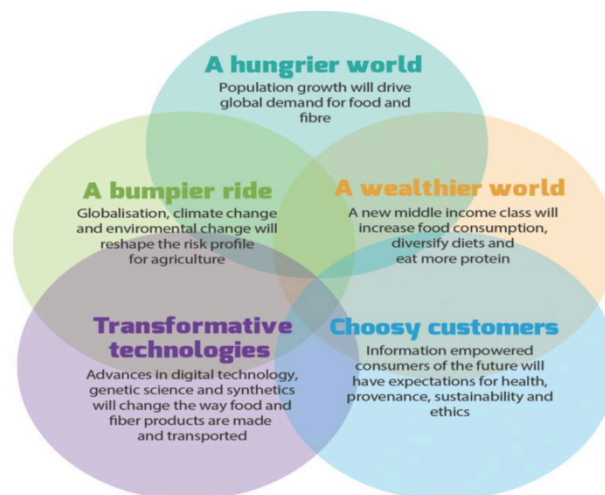 A hungrier world
Population growth will drive
global demand for food and
fibre
A bumpier ride
Globalisation, climate change
and enviromental change will
reshape the risk profile
for agriculture
A wealthier world
A new middle income class will
increase food consumption,
diversify diets and
eat more protein
Transformative
technologies
Advances in digital technology,
genetic science and synthetics
will change the way food and
fiber products are made
and transported
Choosy customers
Information empowered
consumers of the future will
have expectations for health,
provenance, sustainability and
ethics